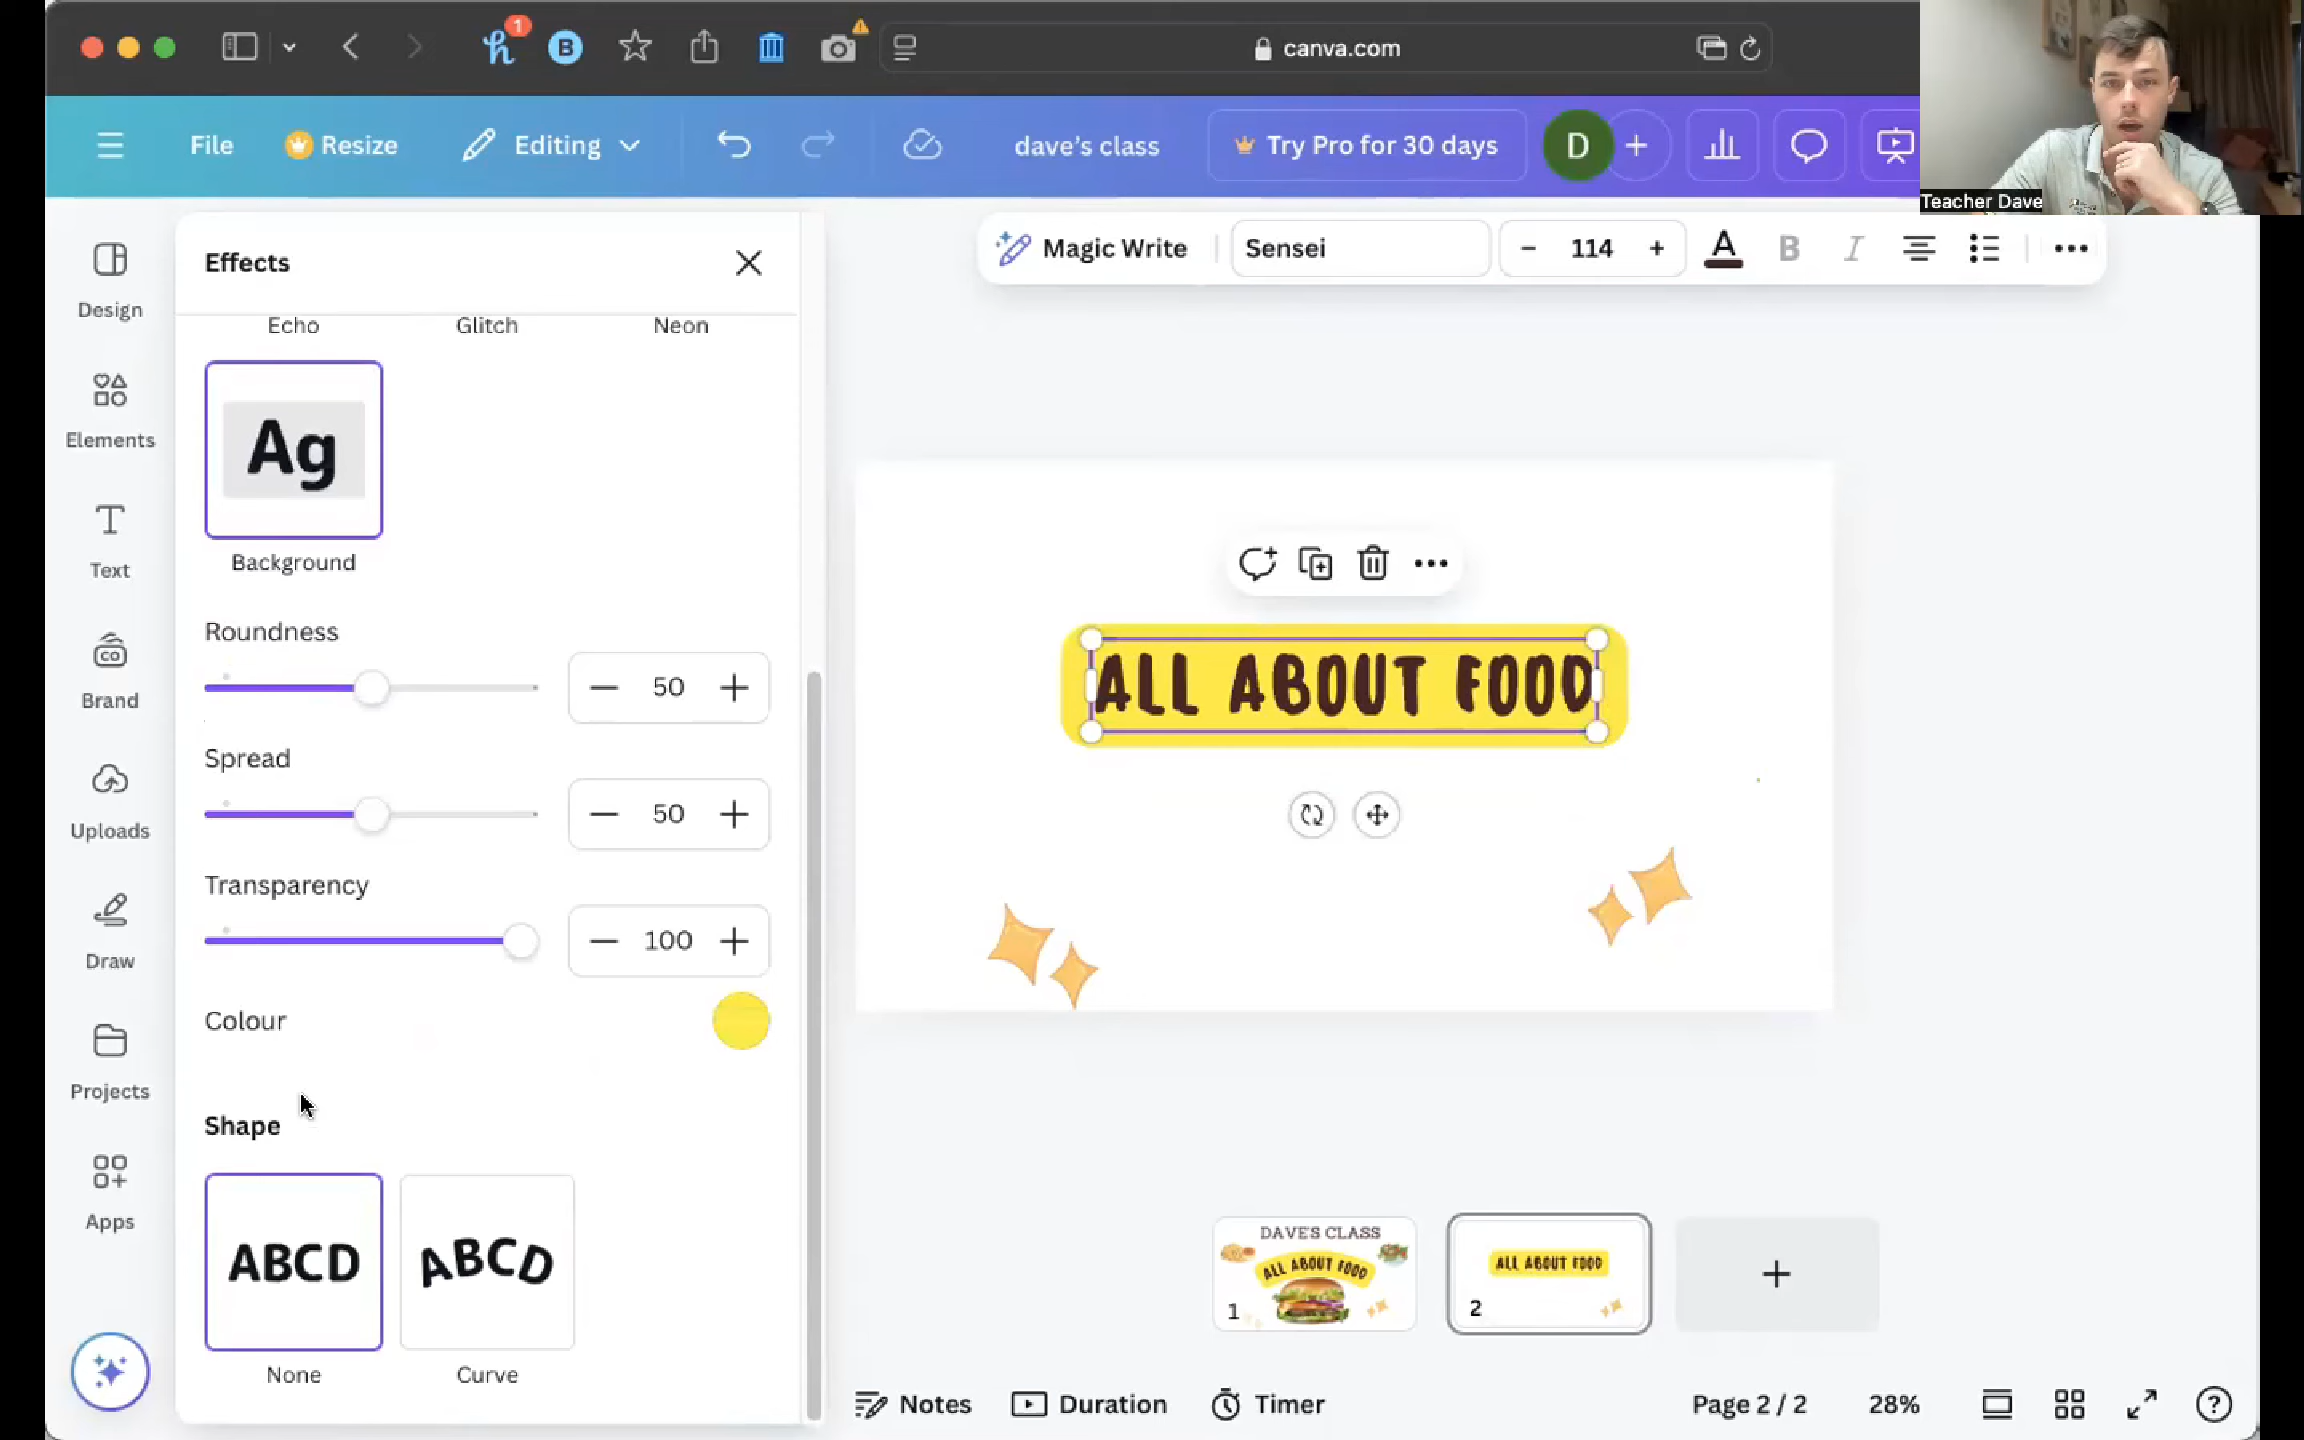 1
B
canva.com
File
Resize
Editing
dave's class
Try Pro for 30 days
D
Teacher Dave
Effects
Magic Write
Sensei
114
A
B
I
Design
Elements
Text
Brand
Uploads
Draw
Projects
Apps
Echo
Glitch
Neon
Ag
Background
Roundness
50
Spread
50
Transparency
100
Colour
Shape
ABCD
ABCD
None
Curve
ALL ABOUT FOOD
DAVE'S CLASS
ALL ABOUT FOOD
1
ALL ABOUT FOOD
2
Notes
Duration
Timer
Page 2 / 2
28%